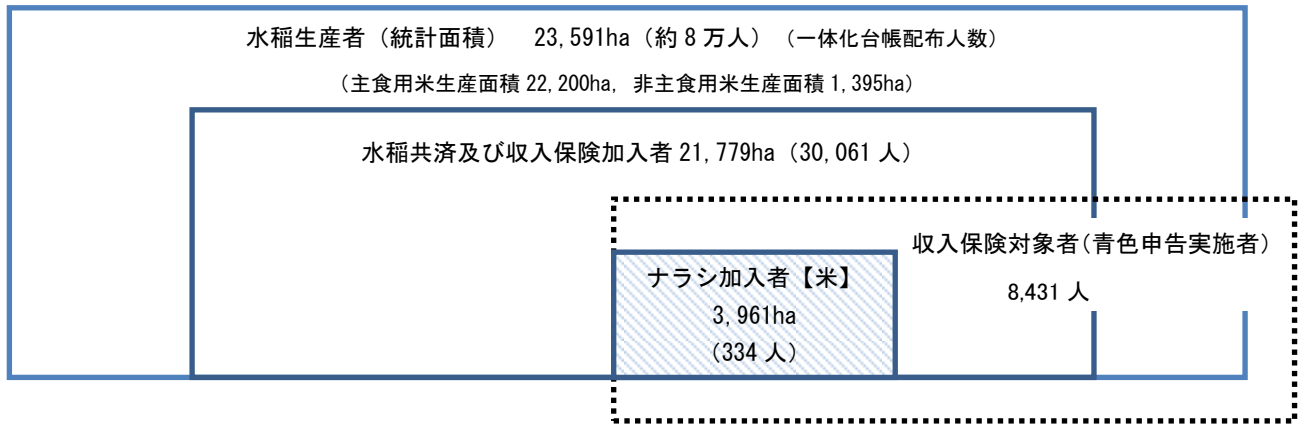 水稲生産者（統計面積） 23,591ha（約8万人）（一体化台帳配布人数）
（主食用米生産面積 22,200ha, 非主食用米生産面積 1,395ha）
水稲共済及び収入保険加入者 21,779ha（30,061 人）
収入保険対象者（青色申告実施者）
8,431 人
ナラシ加入者【米】
3,961ha
（334 人）